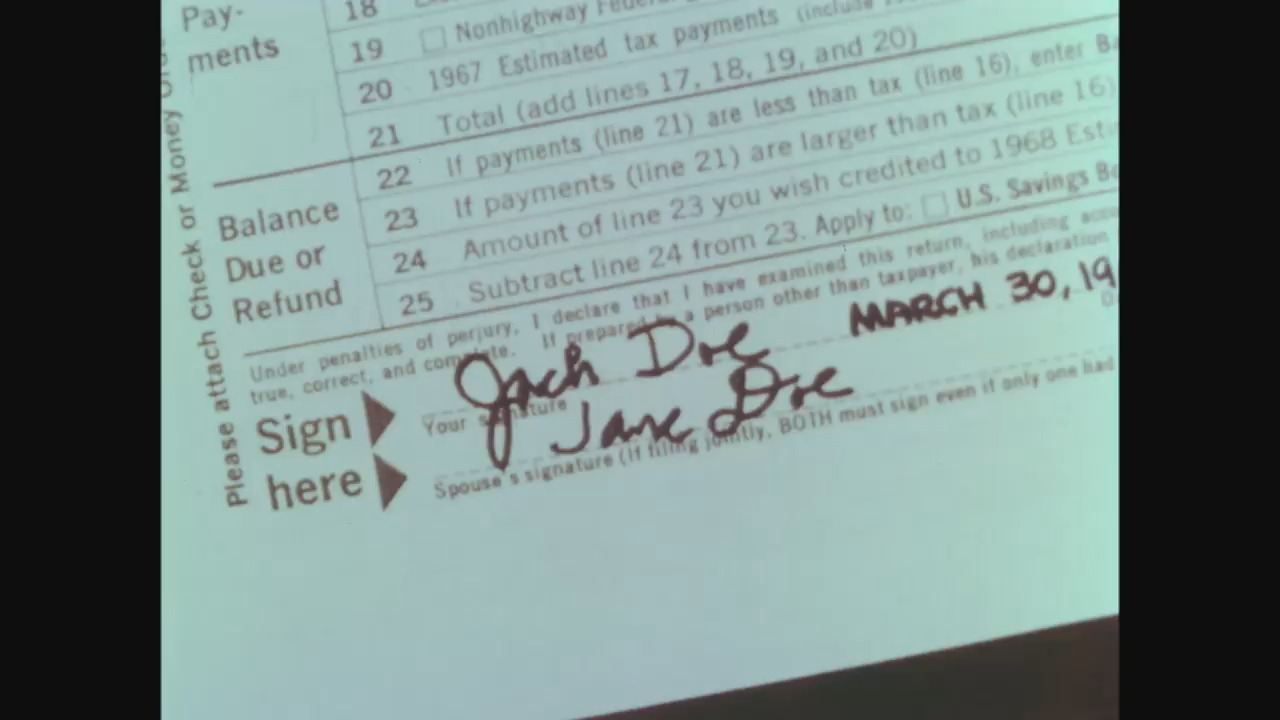 Please attach Check or Money
Pay-
ments
18
19 Nonhighway
20 1967 Estimated tax payments (include
21 Total (add lines 17, 18, 19, and 20)
22 If payments (line 21) are less than tax (line 16), enter
23 If payments (line 21) are larger than tax (line 16)
24 Amount of line 23 you wish credited to 1968
25 Subtract line 24 from 23. Apply to: U.S. Savings
Balance
Due or
Refund
Under penalties of perjury, I declare that I have examined this return, including
true, correct, and complete. If prepared by a person other than taxpayer, his declaration
Jack Doe MARCH 30, 19
Sign
here
Your signature
Jane Doe
Spouse's signature (If filing jointly, BOTH must sign even if only one had